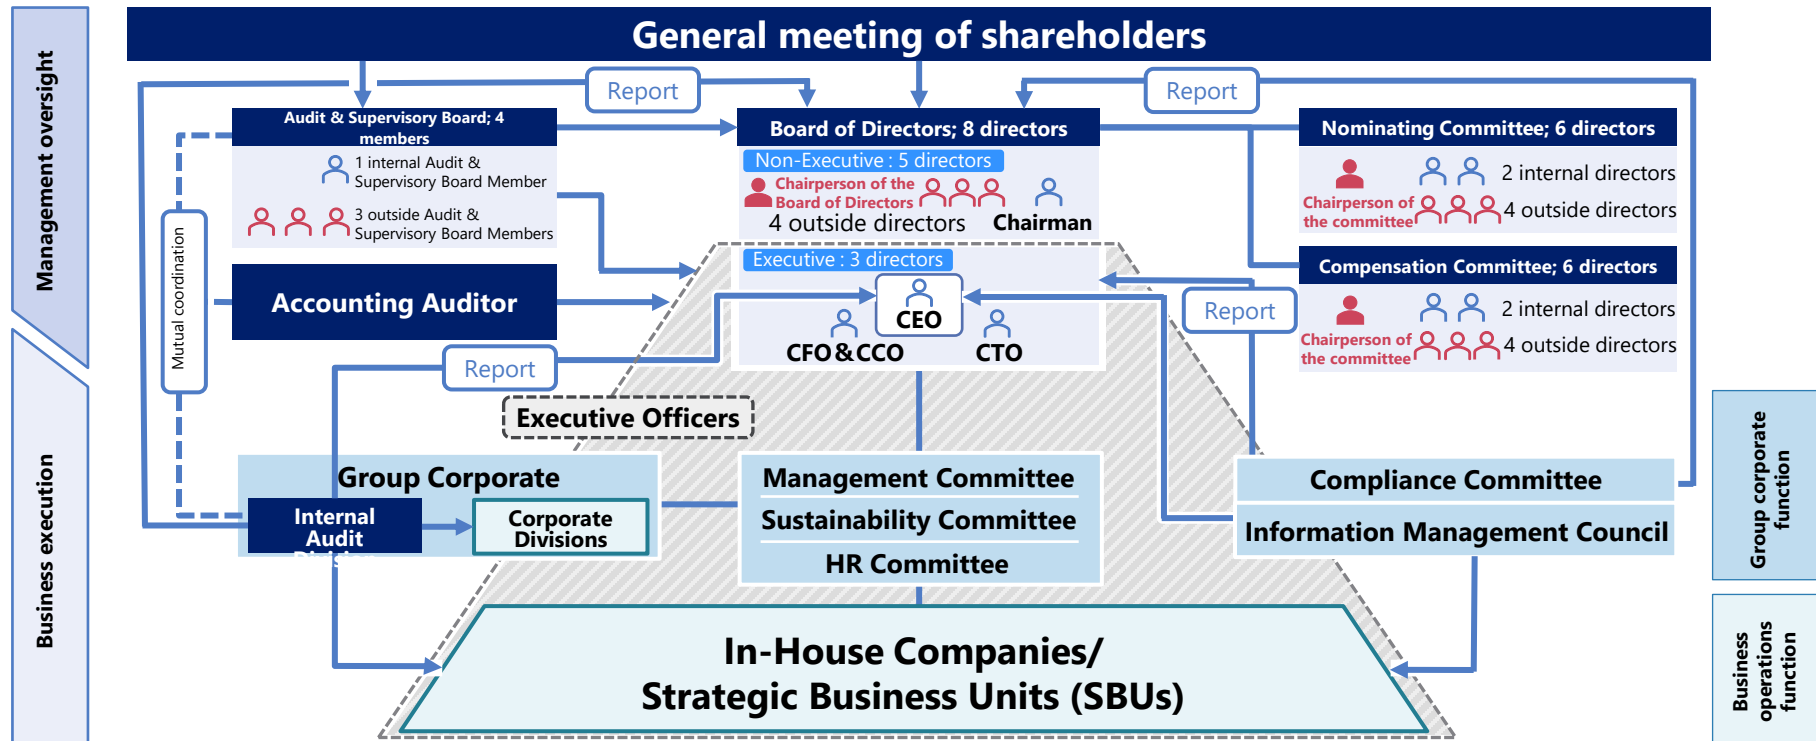 General meeting of shareholders
Management oversight
Business execution
Report
Report
Audit & Supervisory Board; 4
members
1 internal Audit &
Supervisory Board Member
3 outside Audit &
Supervisory Board Members
Mutual coordination
Accounting Auditor
Board of Directors; 8 directors
Non-Executive : 5 directors
Chairperson of the
Board of Directors
4 outside directors
Chairman
Executive : 3 directors
CEO
CFO&CCO
CTO
Nominating Committee; 6 directors
2 internal directors
Chairperson of
the committee
4 outside directors
Compensation Committee; 6 directors
2 internal directors
Chairperson of
the committee
4 outside directors
Report
Report
Executive Officers
Group Corporate
Internal
Audit
Division
Corporate
Divisions
Management Committee
Sustainability Committee
HR Committee
Compliance Committee
Information Management Council
Group corporate
function
In-House Companies/
Strategic Business Units (SBUs)
Business
operations
function